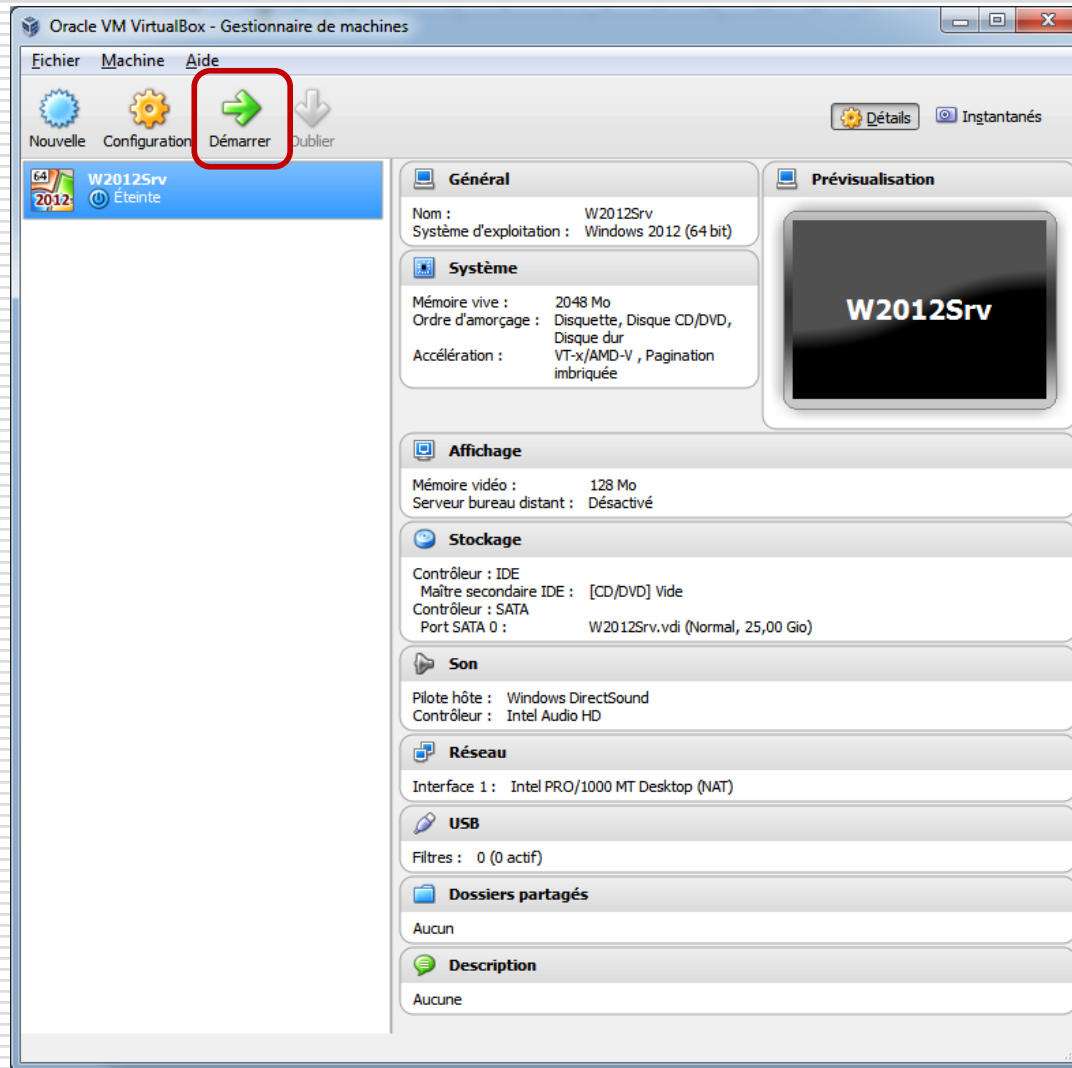 Oracle VM VirtualBox - Gestionnaire de machines
Fichier Machine Aide
Nouvelle Configuration Démarrer Oublier
Détails Instantanés
64
2012
W2012Srv
Éteinte
Général
Nom : W2012Srv
Système d'exploitation : Windows 2012 (64 bit)
Système
Mémoire vive : 2048 Mo
Ordre d'amorçage : Disquette, Disque CD/DVD,
Disque dur
Accélération : VT-x/AMD-V , Pagination
imbriquée
Prévisualisation
W2012Srv
Affichage
Mémoire vidéo : 128 Mo
Serveur bureau distant : Désactivé
Stockage
Contrôleur : IDE
Maître secondaire IDE : [CD/DVD] Vide
Contrôleur : SATA
Port SATA 0 : W2012Srv.vdi (Normal, 25,00 Gio)
Son
Pilote hôte : Windows DirectSound
Contrôleur : Intel Audio HD
Réseau
Interface 1 : Intel PRO/1000 MT Desktop (NAT)
USB
Filtres : 0 (0 actif)
Dossiers partagés
Aucun
Description
Aucune